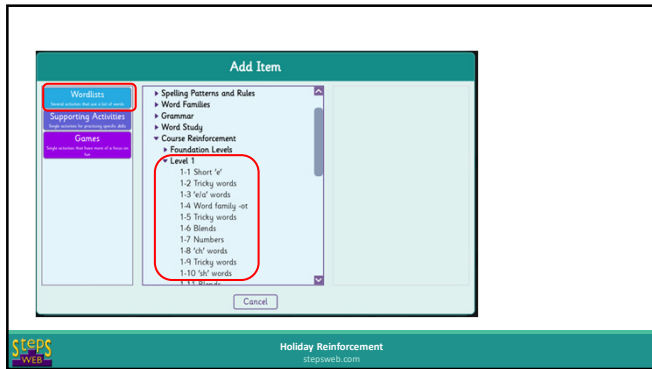 Add Item
Wordlists
Several activities that use a list of words.
Supporting Activities
Single activities for practising specific skills
Games
Single activities that have more of a focus on
fun
Spelling Patterns and Rules
Word Families
Grammar
Word Study
Course Reinforcement
Foundation Levels
Level 1
1-1 Short 'e'
1-2 Tricky words
1-3 'e/a' words
1-4 Word family -ot
1-5 Tricky words
1-6 Blends
1-7 Numbers
1-8 'ch' words
1-9 Tricky words
1-10 'sh' words
1-11 Blends
Cancel
steps
WEB
Holiday Reinforcement
stepsweb.com